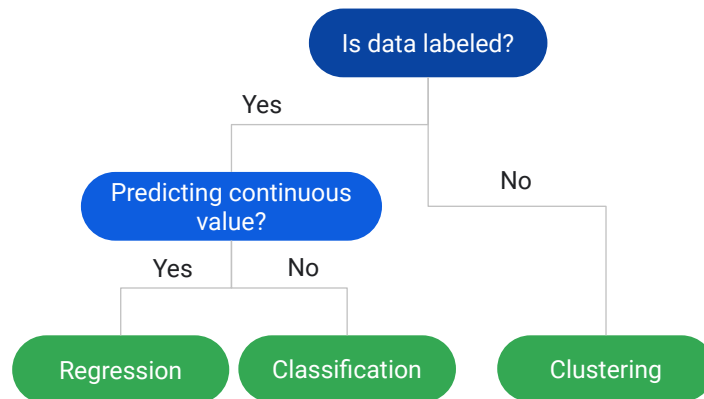 Is data labeled?
Yes
No
Predicting continuous
value?
Yes
No
Regression
Classification
Clustering